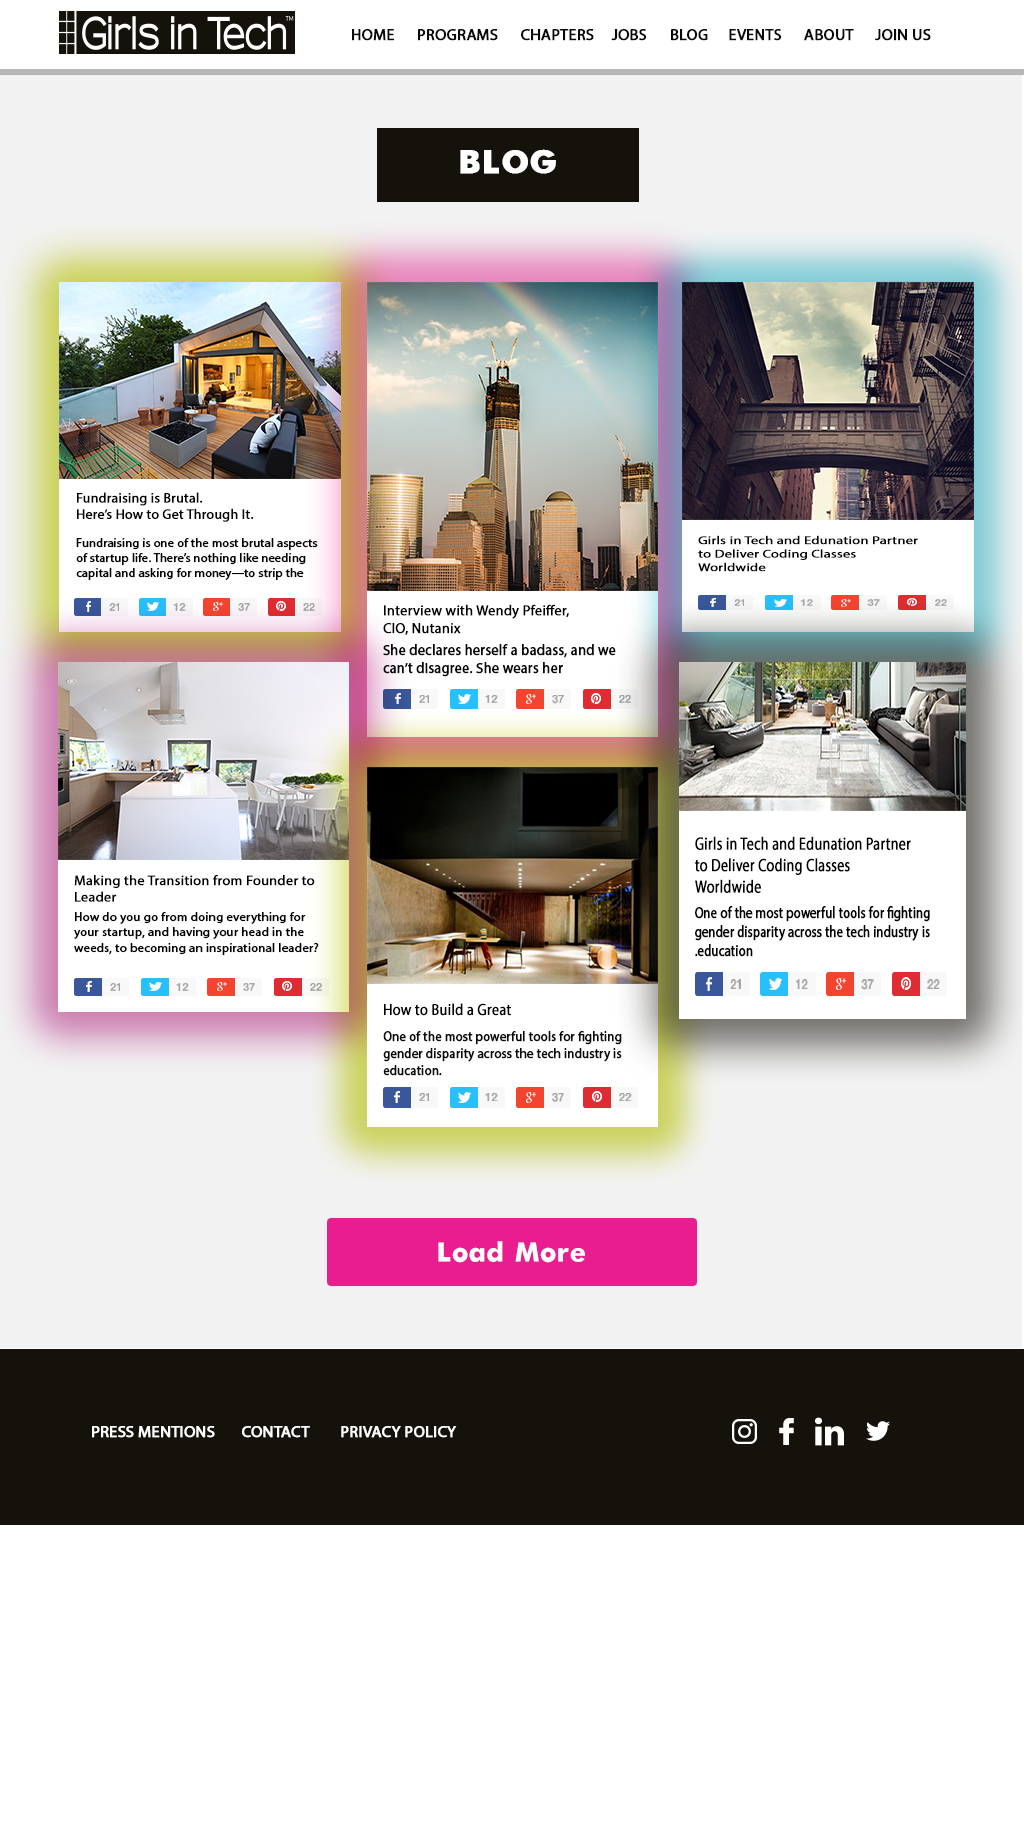 Girls in Tech™
HOME PROGRAMS CHAPTERS JOBS BLOG EVENTS ABOUT JOIN US
BLOG
Fundraising is Brutal.
Here's How to Get Through It.
Fundraising is one of the most brutal aspects
of startup life. There's nothing like needing
capital and asking for money—to strip the
21 12 37 22
Interview with Wendy Pfeiffer,
CIO, Nutanix
She declares herself a badass, and we
can't disagree. She wears her
21 12 37 22
Girls in Tech and Edunation Partner
to Deliver Coding Classes
Worldwide
21 12 37 22
Making the Transition from Founder to
Leader
How do you go from doing everything for
your startup, and having your head in the
weeds, to becoming an inspirational leader?
21 12 37 22
How to Build a Great
One of the most powerful tools for fighting
gender disparity across the tech industry is
education.
21 12 37 22
Girls in Tech and Edunation Partner
to Deliver Coding Classes
Worldwide
One of the most powerful tools for fighting
gender disparity across the tech industry is
.education
21 12 37 22
Load More
PRESS MENTIONS CONTACT PRIVACY POLICY